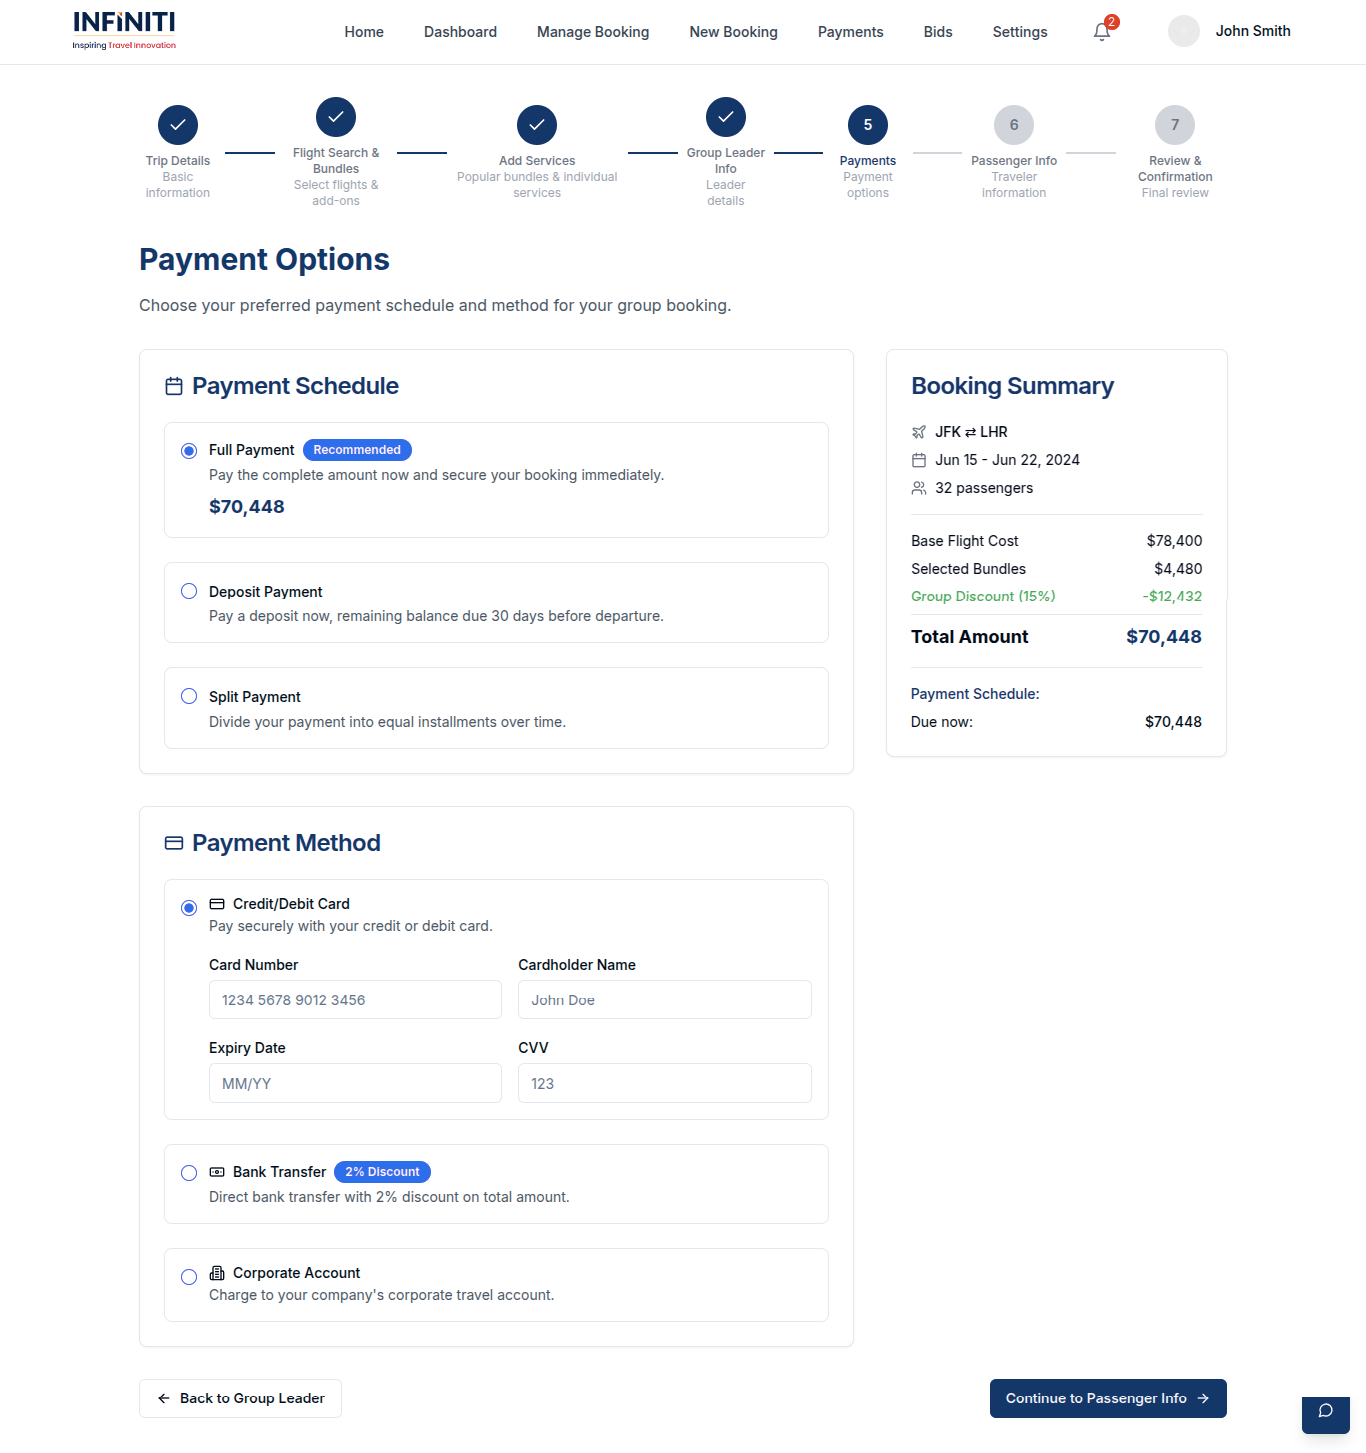 INFINITI
Inspiring Travel Innovation
Home
Dashboard
Manage Booking
New Booking
Payments
Bids
Settings
2
John Smith
Trip Details
Basic
information
Flight Search &
Bundles
Select flights &
add-ons
Add Services
Popular bundles & individual
services
Group Leader
Info
Leader
details
5
Payments
Payment
options
6
Passenger Info
Traveler
information
7
Review &
Confirmation
Final review
Payment Options
Choose your preferred payment schedule and method for your group booking.
Payment Schedule
Full Payment
Recommended
Pay the complete amount now and secure your booking immediately.
$70,448
Deposit Payment
Pay a deposit now, remaining balance due 30 days before departure.
Split Payment
Divide your payment into equal installments over time.
Booking Summary
JFK ⇄ LHR
Jun 15 - Jun 22, 2024
32 passengers
Base Flight Cost $78,400
Selected Bundles $4,480
Group Discount (15%) -$12,432
Total Amount $70,448
Payment Schedule:
Due now: $70,448
Payment Method
Credit/Debit Card
Pay securely with your credit or debit card.
Card Number
1234 5678 9012 3456
Cardholder Name
John Doe
Expiry Date
MM/YY
CVV
123
Bank Transfer
2% Discount
Direct bank transfer with 2% discount on total amount.
Corporate Account
Charge to your company's corporate travel account.
Back to Group Leader
Continue to Passenger Info